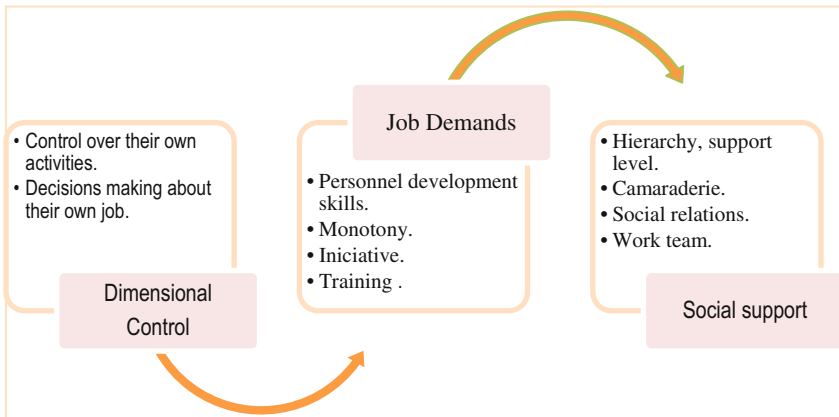 • Control over their own
activities.
• Decisions making about
their own job.
Dimensional
Control
Job Demands
• Personnel development
skills.
• Monotony.
• Iniciative.
• Training .
• Hierarchy, support
level.
• Camaraderie.
• Social relations.
• Work team.
Social support